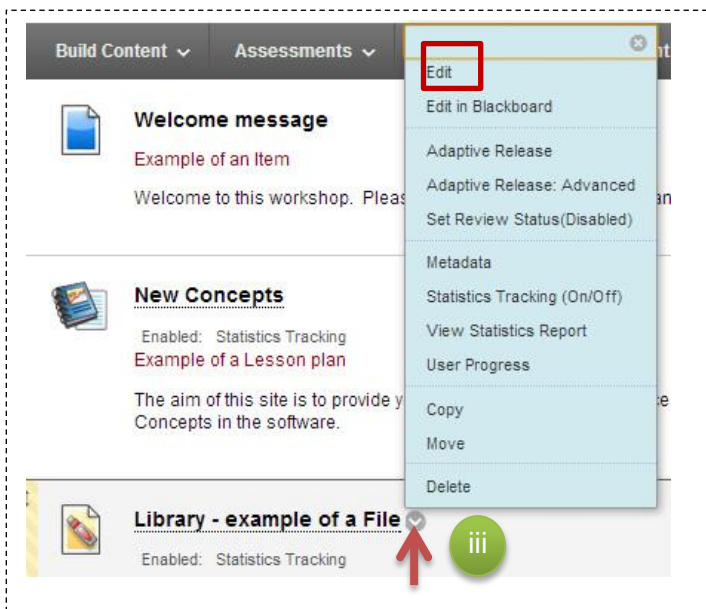 Build Content
Assessments
Edit
Edit in Blackboard
Adaptive Release
Adaptive Release: Advanced
Set Review Status(Disabled)
Metadata
Statistics Tracking (On/Off)
View Statistics Report
User Progress
Copy
Move
Delete
Welcome message
Example of an Item
Welcome to this workshop.
New Concepts
Enabled: Statistics Tracking
Example of a Lesson plan
The aim of this site is to provide
Concepts in the software.
Library - example of a File
iii
Enabled: Statistics Tracking